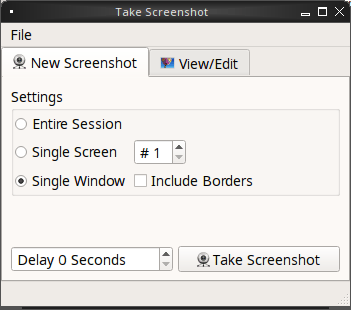 Take Screenshot
File
New Screenshot View/Edit
Settings
Entire Session
Single Screen # 1
Single Window Include Borders
Delay 0 Seconds Take Screenshot